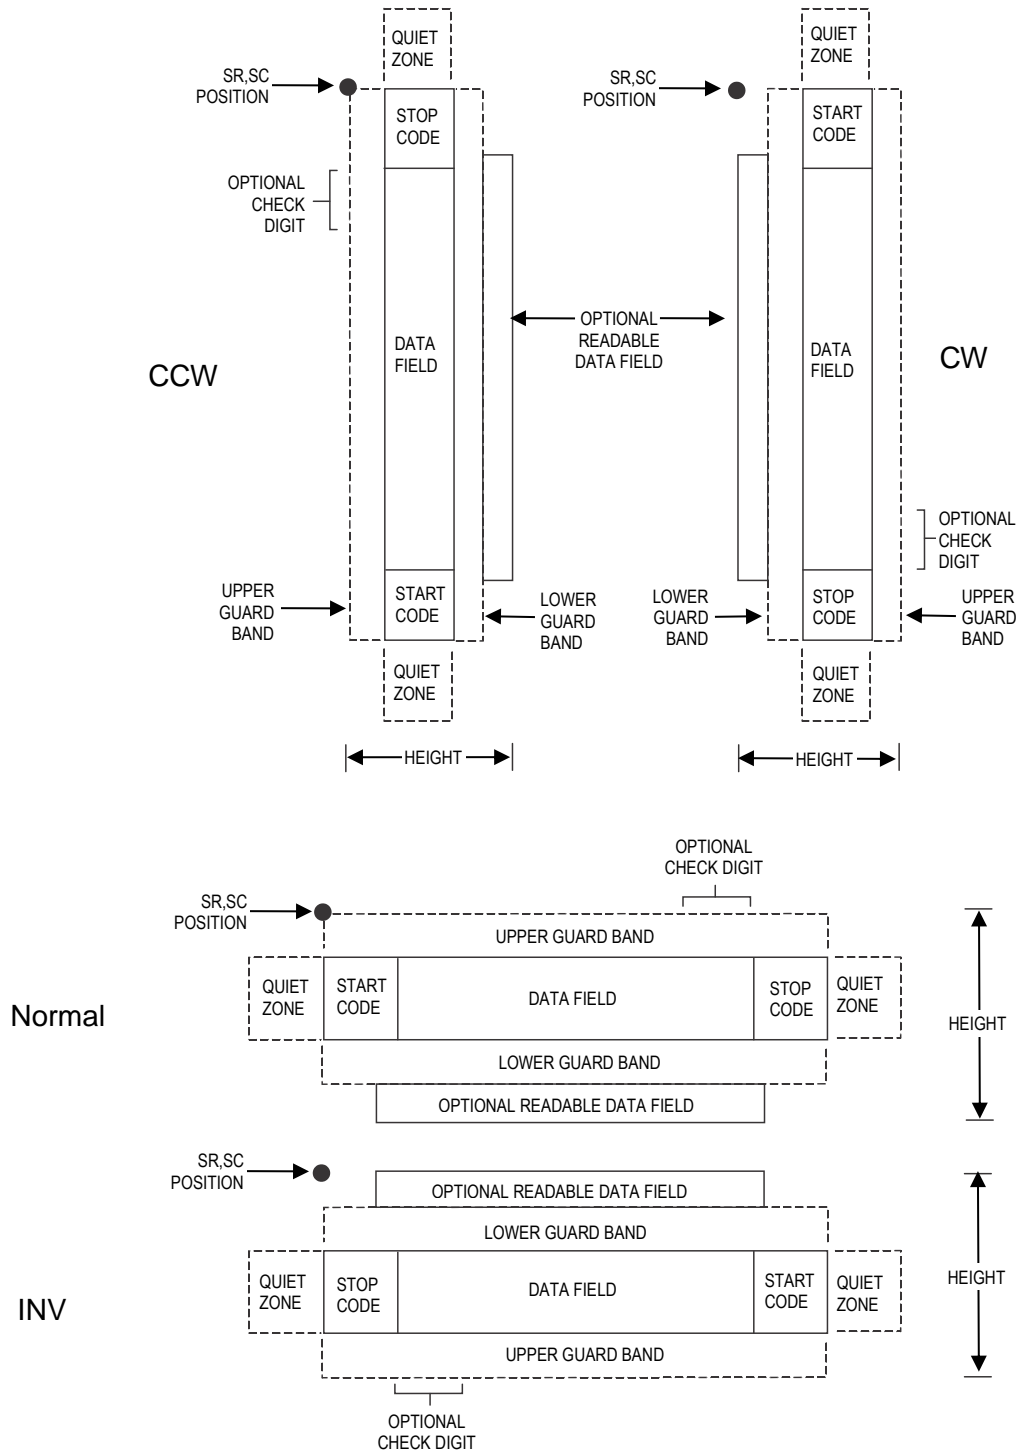 QUIET
ZONE
SR,SC
POSITION
STOP
CODE
OPTIONAL
CHECK
DIGIT
DATA
FIELD
CCW
UPPER
GUARD
BAND
START
CODE
LOWER
GUARD
BAND
QUIET
ZONE
HEIGHT
OPTIONAL
READABLE
DATA FIELD
QUIET
ZONE
SR,SC
POSITION
START
CODE
DATA
FIELD
CW
OPTIONAL
CHECK
DIGIT
LOWER
GUARD
BAND
STOP
CODE
UPPER
GUARD
BAND
QUIET
ZONE
HEIGHT
OPTIONAL
CHECK DIGIT
SR,SC
POSITION
UPPER GUARD BAND
Normal
QUIET
ZONE
START
CODE
DATA FIELD
STOP
CODE
QUIET
ZONE
HEIGHT
LOWER GUARD BAND
OPTIONAL READABLE DATA FIELD
SR,SC
POSITION
OPTIONAL READABLE DATA FIELD
LOWER GUARD BAND
INV
QUIET
ZONE
STOP
CODE
DATA FIELD
START
CODE
QUIET
ZONE
HEIGHT
UPPER GUARD BAND
OPTIONAL
CHECK DIGIT